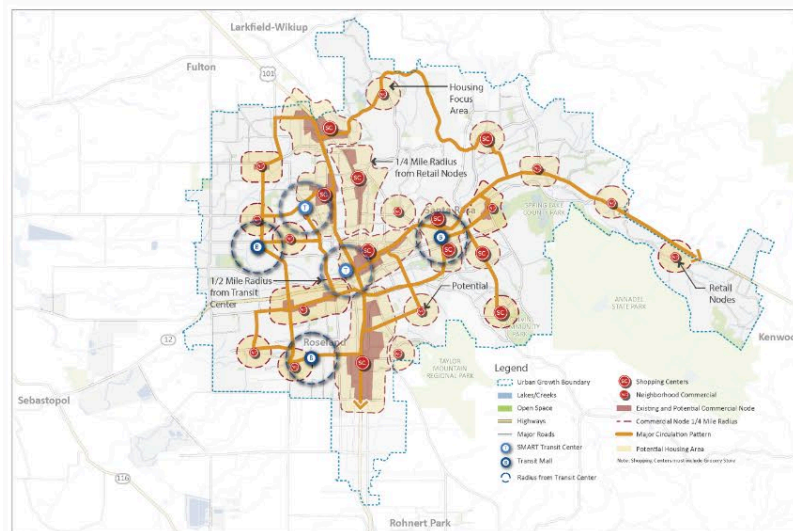 Larkfield-Wikiup
Fulton
101
Housing
Focus
Area
1/4 Mile Radius
from Retail Nodes
1/2 Mile Radius
from Transit
Center
Potential
Retail
Nodes
ANNADEL
STATE PARK
Kenwood
12
Roseland
Sebastopol
TAYLOR
MOUNTAIN
REGIONAL PARK
116
Rohnert Park
Legend
Urban Growth Boundary
Lakes/Creeks
Open Space
Highways
Major Roads
SMART Transit Center
Transit Mall
Radius from Transit Center
Shopping Centers
Neighborhood Commercial
Existing and Potential Commercial Node
Commercial Node 1/4 Mile Radius
Major Circulation Pattern
Potential Housing Area
Note: Shopping Centers must include Grocery Store